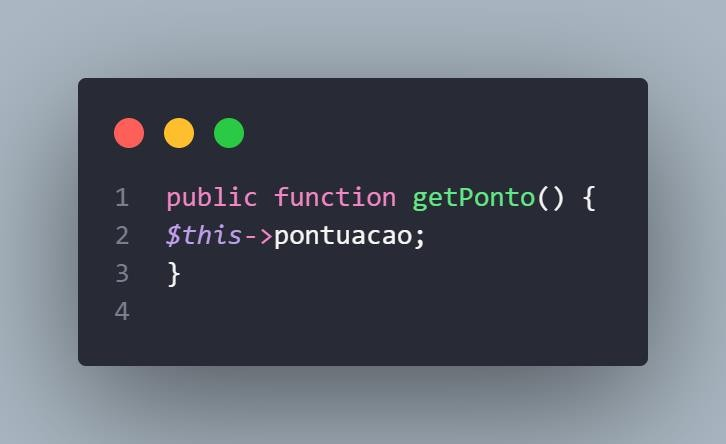 1 public function getPonto() {
2 $this->pontuacao;
3 }
4